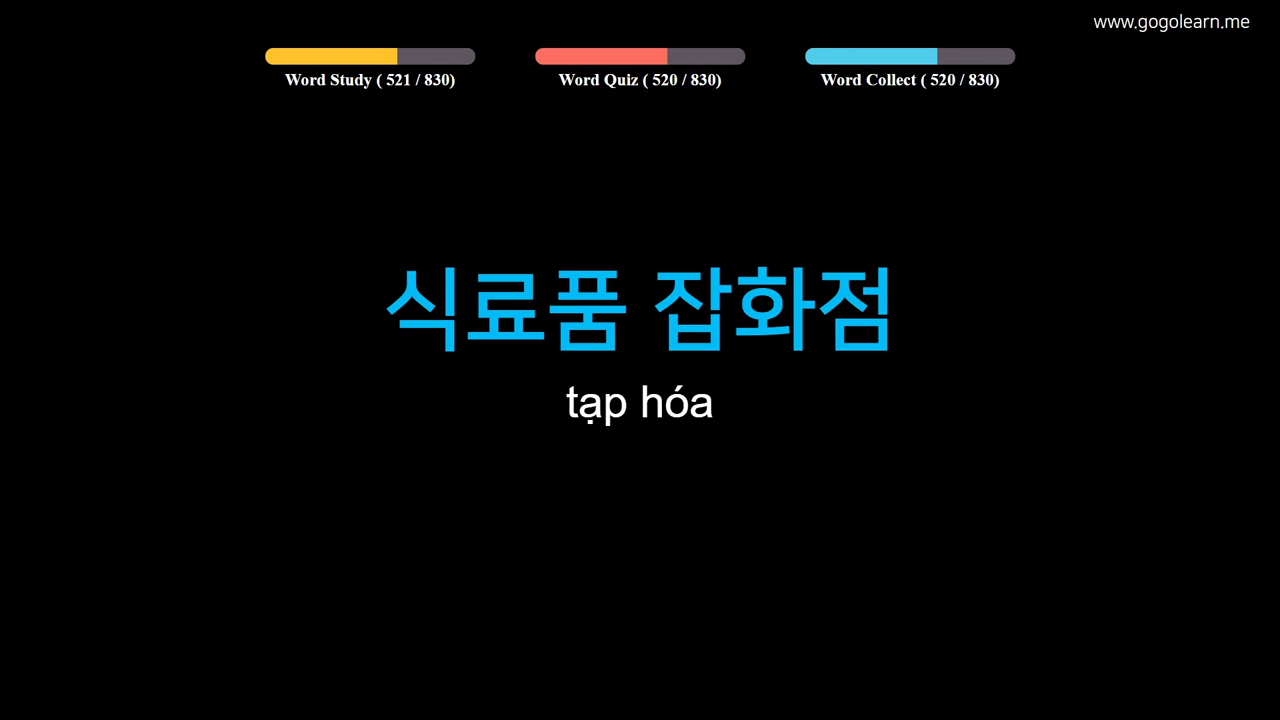 www.gogolearn.me
Word Study ( 521 / 830) Word Quiz ( 520 / 830) Word Collect ( 520 / 830)
식료품 잡화점
tạp hóa